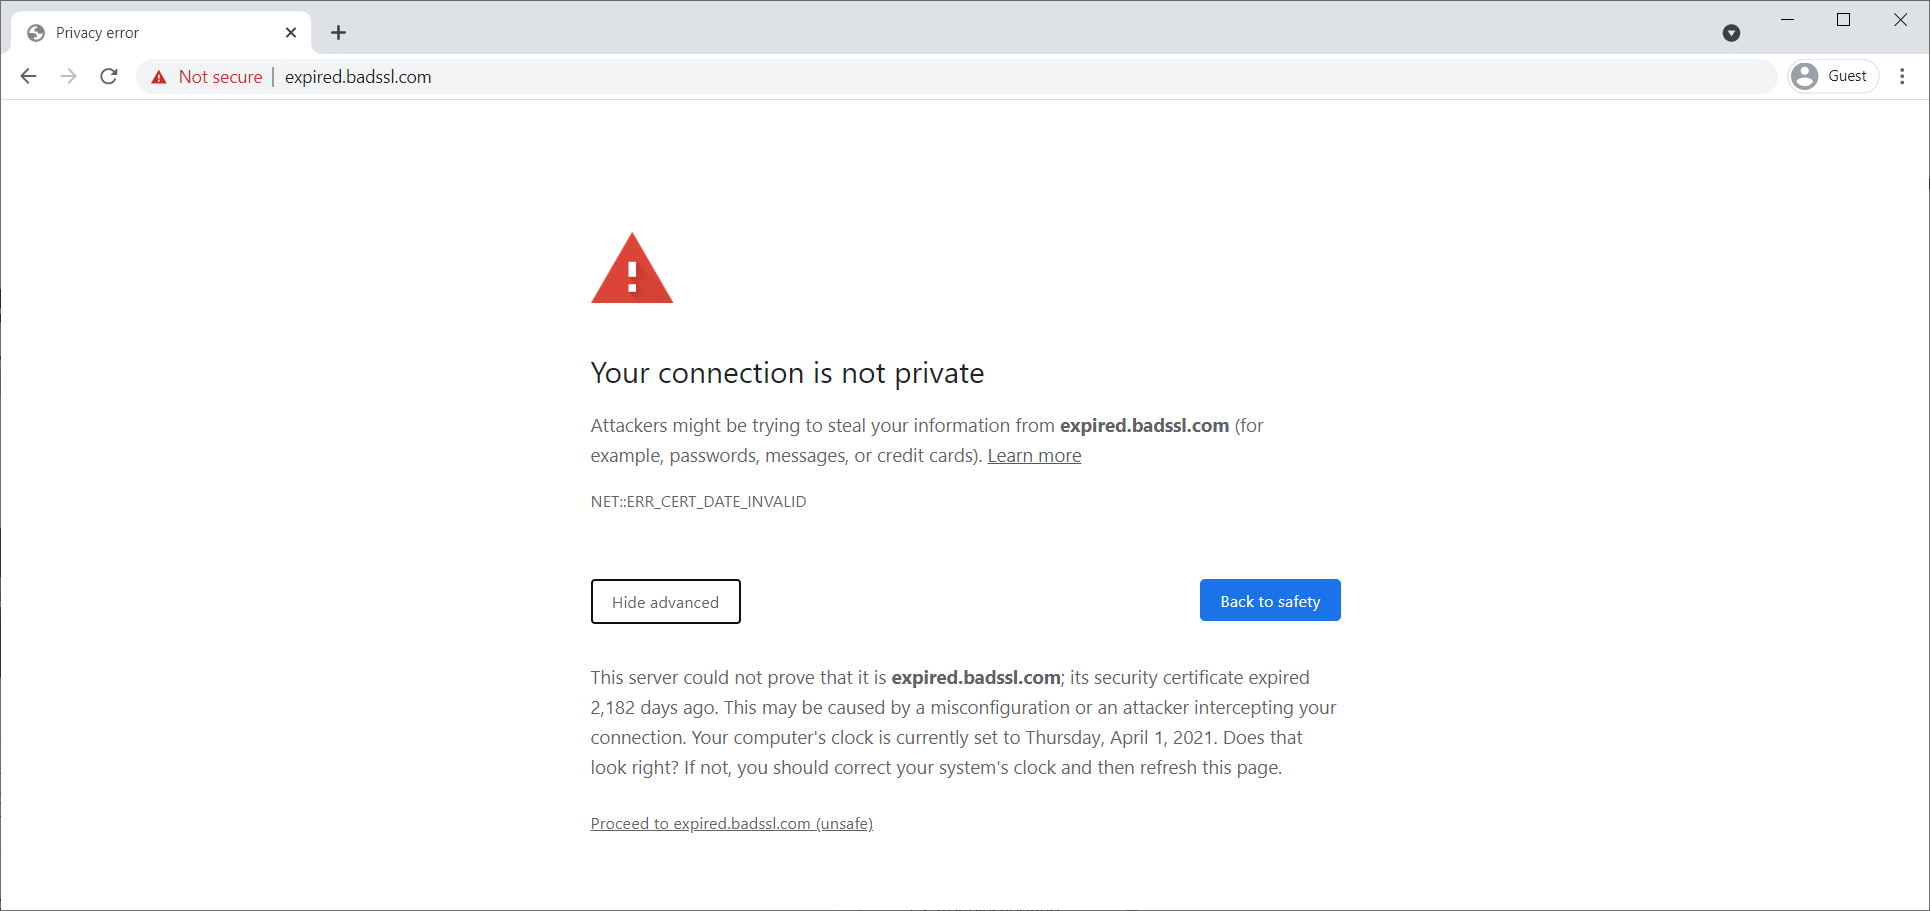 Privacy error
Not secure | expired.badssl.com
Guest
Your connection is not private
Attackers might be trying to steal your information from expired.badssl.com (for
example, passwords, messages, or credit cards). Learn more
NET::ERR_CERT_DATE_INVALID
Hide advanced
Back to safety
This server could not prove that it is expired.badssl.com; its security certificate expired
2,182 days ago. This may be caused by a misconfiguration or an attacker intercepting your
connection. Your computer's clock is currently set to Thursday, April 1, 2021. Does that
look right? If not, you should correct your system's clock and then refresh this page.
Proceed to expired.badssl.com (unsafe)